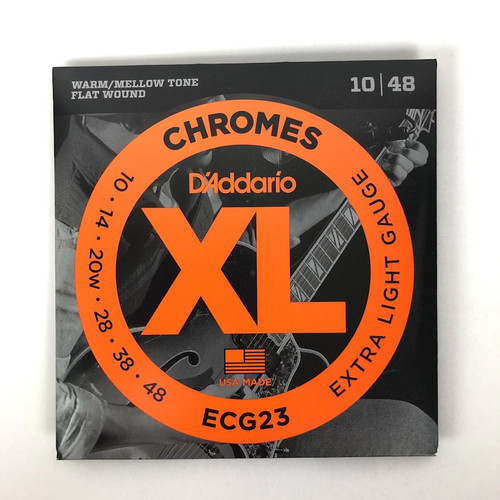 WARM/MELLOW TONE
FLAT WOUND
10|48
CHROMES
D'Addario
XL
10 • 14 • 20W • 28 • 38 • 48
EXTRA LIGHT GAUGE
USA MADE
ECG23